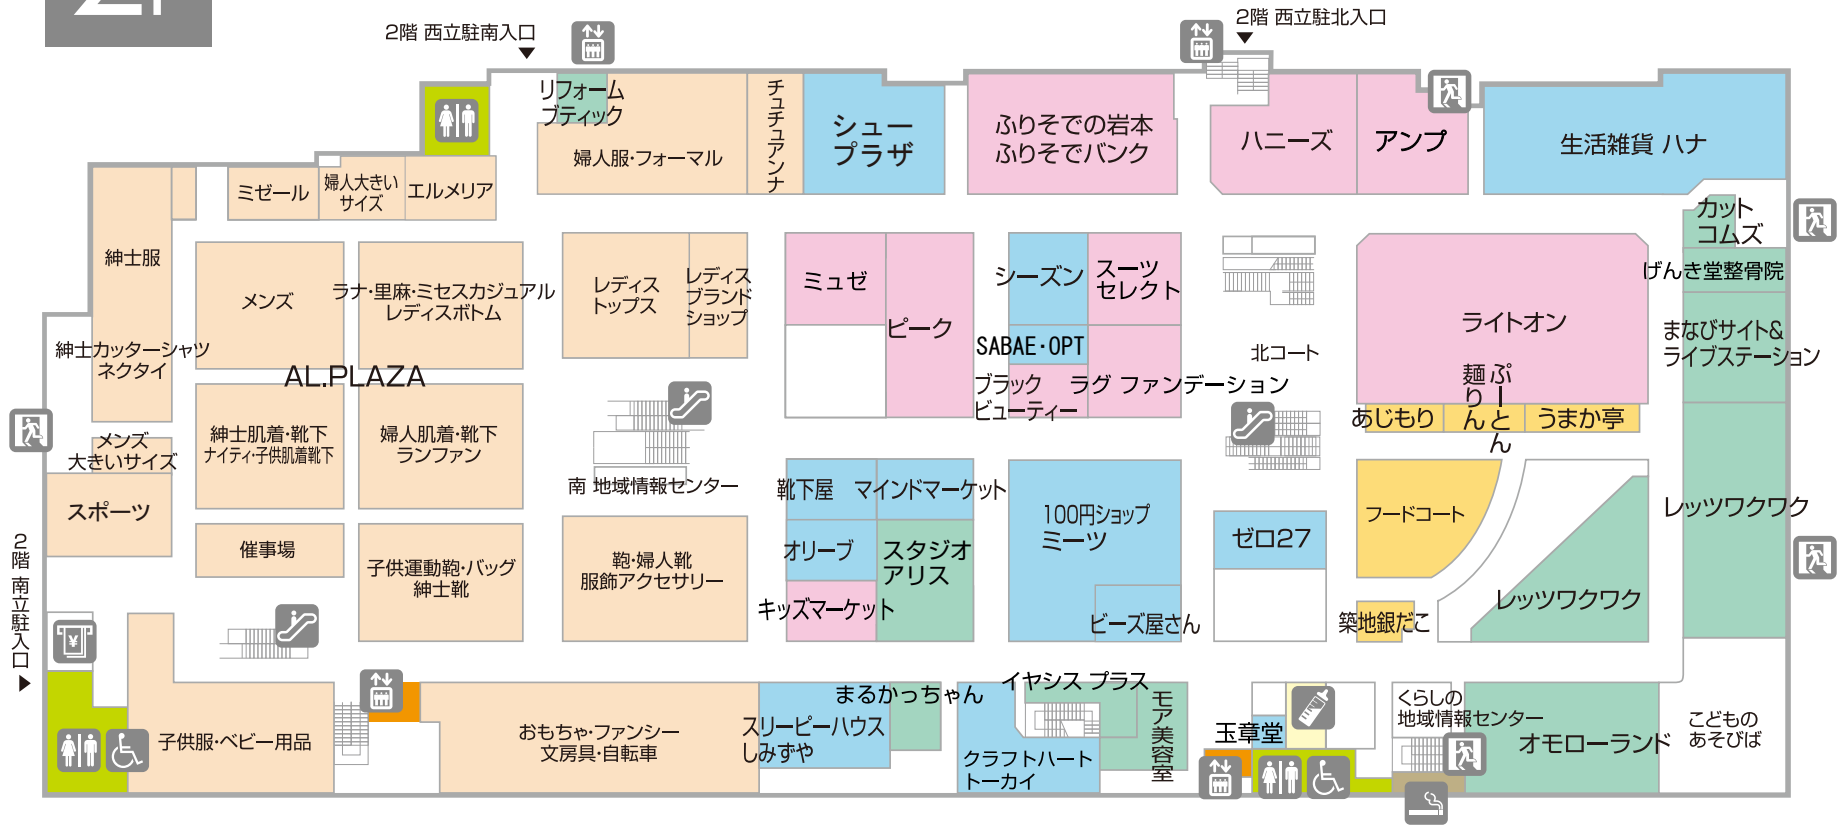 2F
2階 西立駐南入口
2階 西立駐北入口
リフォーム
ブティック
婦人服・フォーマル
チュチュアンナ
シュー
プラザ
ふりそでの岩本
ふりそでバンク
ハニーズ
アンプ
生活雑貨 ハナ
ミゼール
婦人大きい
サイズ
エルメリア
カット
コムズ
紳士服
メンズ
ラナ・里麻・ミセスカジュアル
レディスボトム
レディス
トップス
レディス
ブランド
ショップ
ミュゼ
ピーク
シーズン
スーツ
セレクト
げんき堂整骨院
ライトオン
まなびサイト&
ライブステーション
紳士カッターシャツ
ネクタイ
AL.PLAZA
SABAE・OPT
北コート
ブラック
ビューティー
ラグ ファンデーション
あじもり
麺りん
ぷーとん
うまか亭
メンズ
大きいサイズ
紳士肌着・靴下
ナイティ・子供肌着靴下
婦人肌着・靴下
ランファン
南 地域情報センター
靴下屋
マインドマーケット
スポーツ
100円ショップ
ミーツ
フードコート
レッツワクワク
催事場
子供運動靴・バッグ
紳士靴
鞄・婦人靴
服飾アクセサリー
オリーブ
スタジオ
アリス
ゼロ27
2階 南立駐入口
キッズマーケット
ビーズ屋さん
築地銀だこ
レッツワクワク
¥
子供服・ベビー用品
おもちゃ・ファンシー
文房具・自転車
スリーピーハウス
しみずや
まるかっちゃん
イヤシス プラス
クラフトハート
トーカイ
モア美容室
玉章堂
くらしの
地域情報センター
オモローランド
こどもの
あそびば